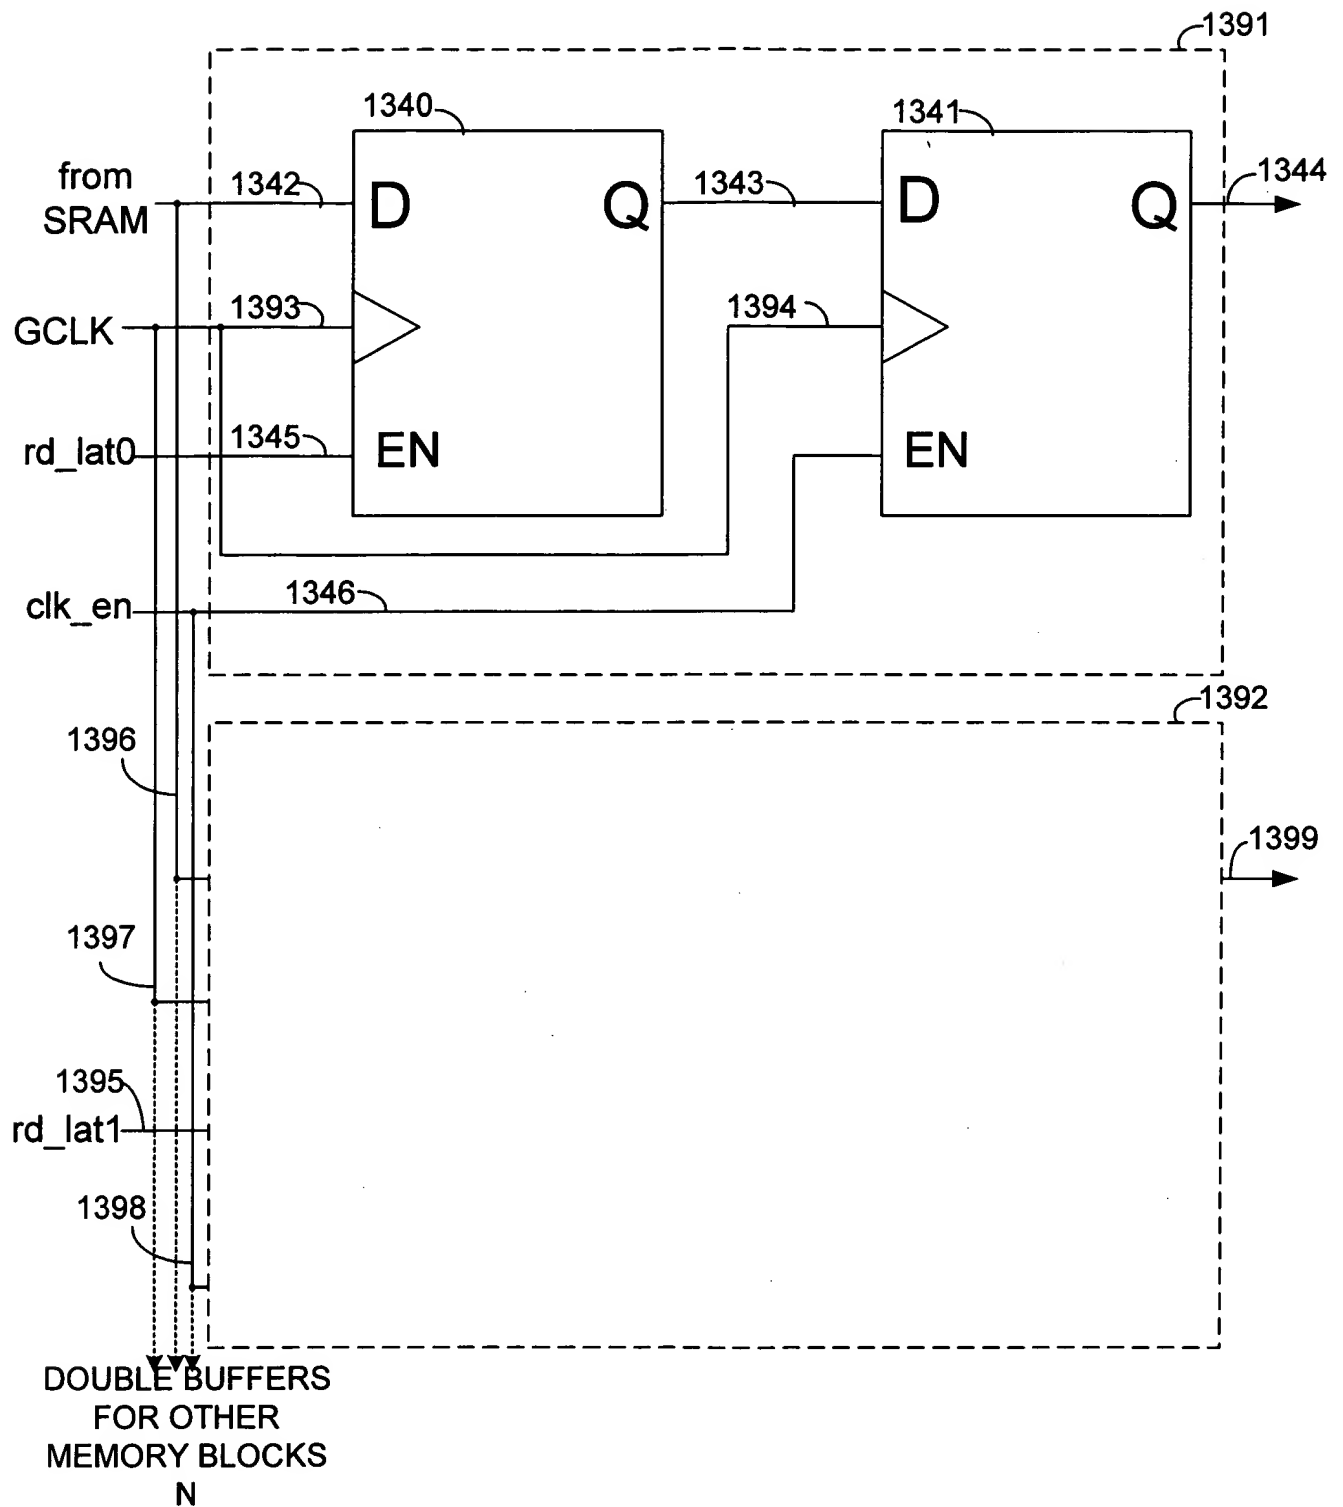 1391
1340
1341
from
SRAM
1342
D
Q
1343
D
Q
1344
GCLK
1393
1394
rd_lat0
1345
EN
EN
clk_en
1346
1392
1396
1399
1397
1395
rd_lat1
1398
DOUBLE BUFFERS
FOR OTHER
MEMORY BLOCKS
N